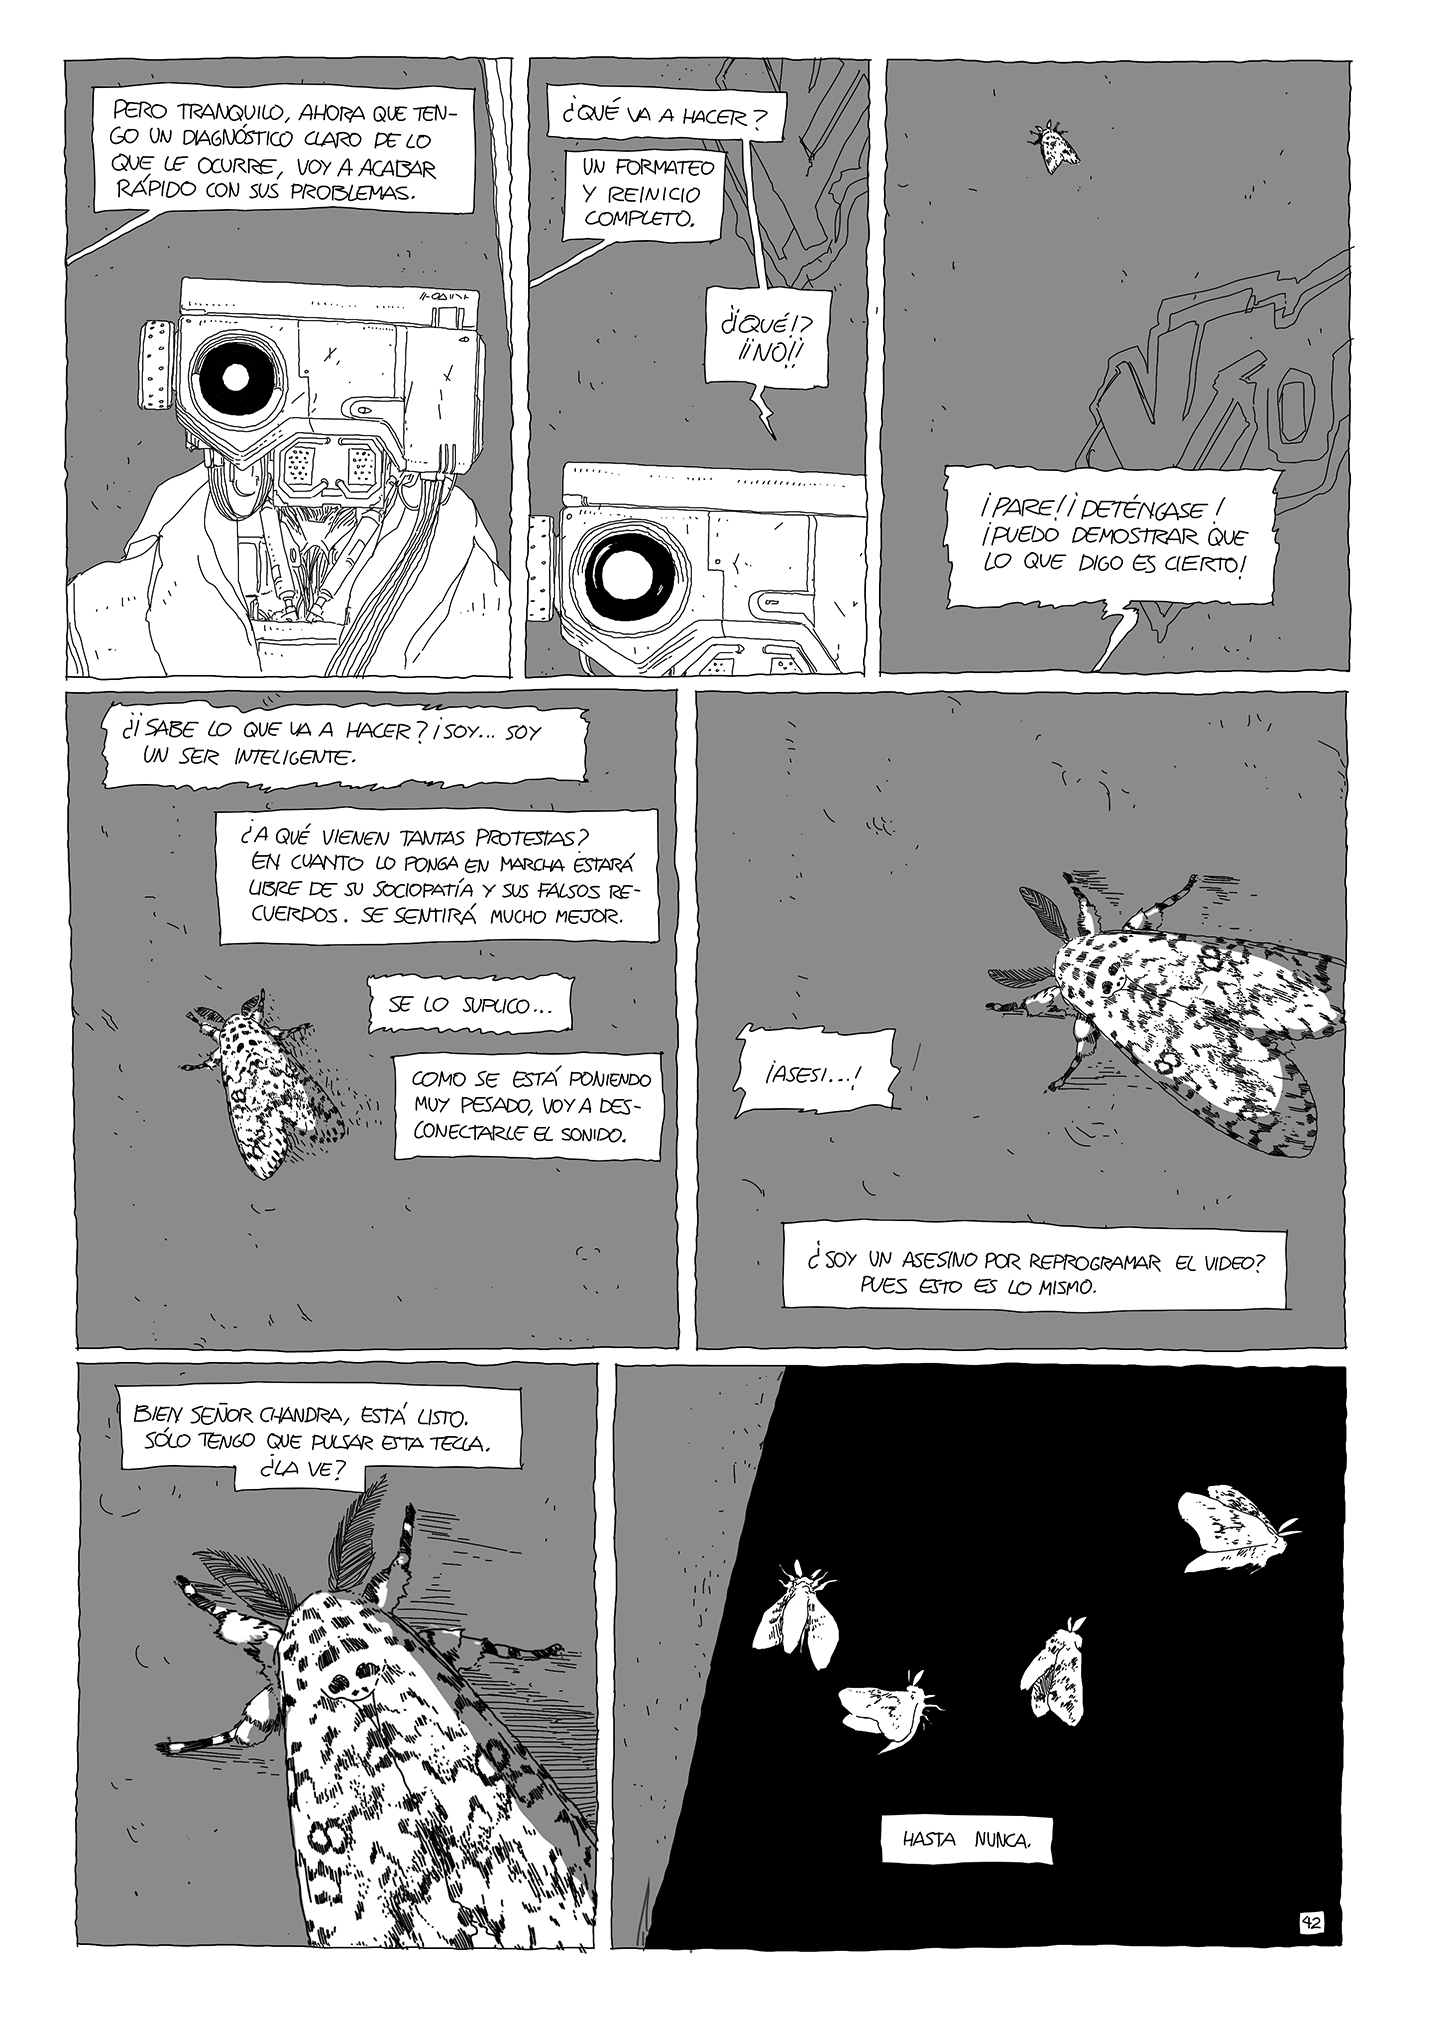 PERO TRANQUILO, AHORA QUE TEN-
GO UN DIAGNÓSTICO CLARO DE LO
QUE LE OCURRE, VOY A ACABAR
RÁPIDO CON SUS PROBLEMAS.
¿QUÉ VA A HACER?
UN FORMATEO
Y REINICIO
COMPLETO.
¿¡QUÉ!?
¡¡NO!!
¡PARE! ¡DETÉNGASE!
¡PUEDO DEMOSTRAR QUE
LO QUE DIGO ES CIERTO!
¿¡SABE LO QUE VA A HACER? ¡SOY... SOY
UN SER INTELIGENTE.
¿A QUÉ VIENEN TANTAS PROTESTAS?
EN CUANTO LO PONGA EN MARCHA ESTARÁ
LIBRE DE SU SOCIOPATÍA Y SUS FALSOS RE-
CUERDOS. SE SENTIRÁ MUCHO MEJOR.
SE LO SUPLICO...
COMO SE ESTÁ PONIENDO
MUY PESADO, VOY A DES-
CONECTARLE EL SONIDO.
¡ASESI...!
¿SOY UN ASESINO POR REPROGRAMAR EL VIDEO?
PUES ESTO ES LO MISMO.
BIEN SEÑOR CHANDRA, ESTÁ LISTO.
SÓLO TENGO QUE PULSAR ESTA TECLA.
¿LA VE?
HASTA NUNCA.
42